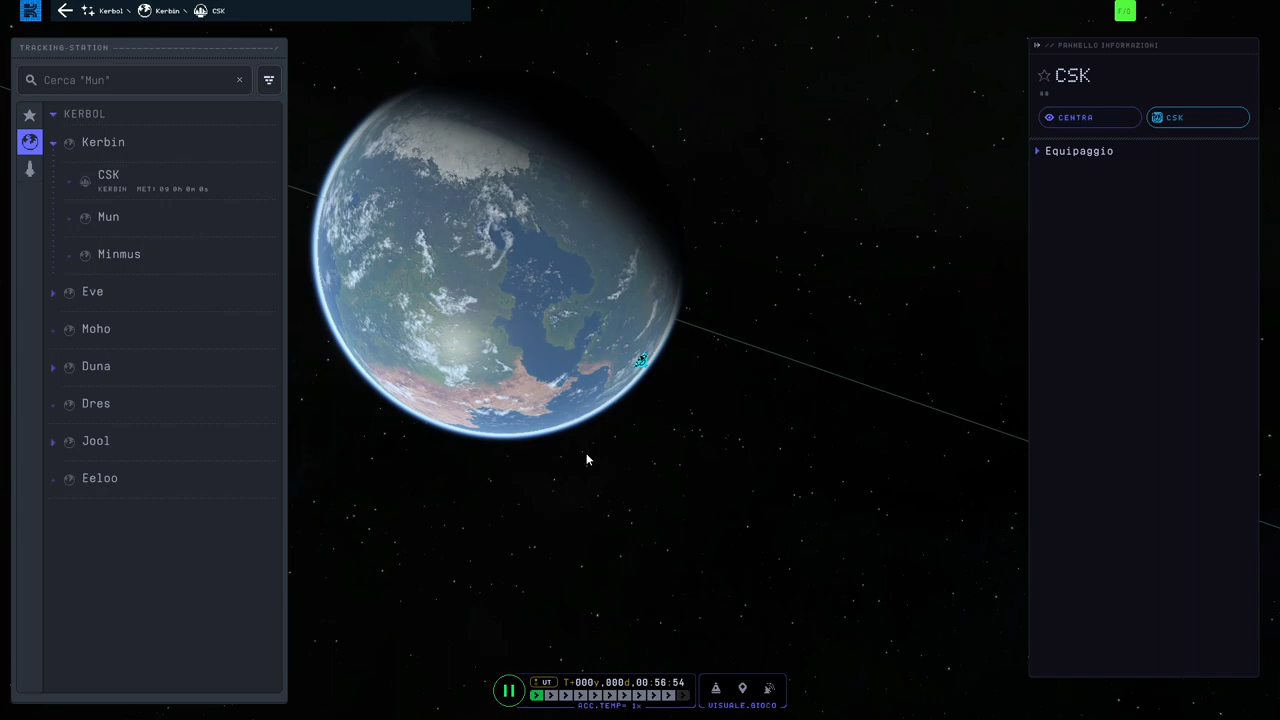 Kerbol
Kerbin
CSK
F/D
TRACKING-STATION
Cerca "Mun"
KERBOL
Kerbin
CSK
KERBIN MET: 0g 0h 0m 0s
Mun
Minmus
Eve
Moho
Duna
Dres
Jool
Eeloo
// PANNELLO INFORMAZIONI
CSK
CENTRA
CSK
Equipaggio
UT T+000y,000d,00:56:54
ACC.TEMP= 1x
VISUALE.GIOCO